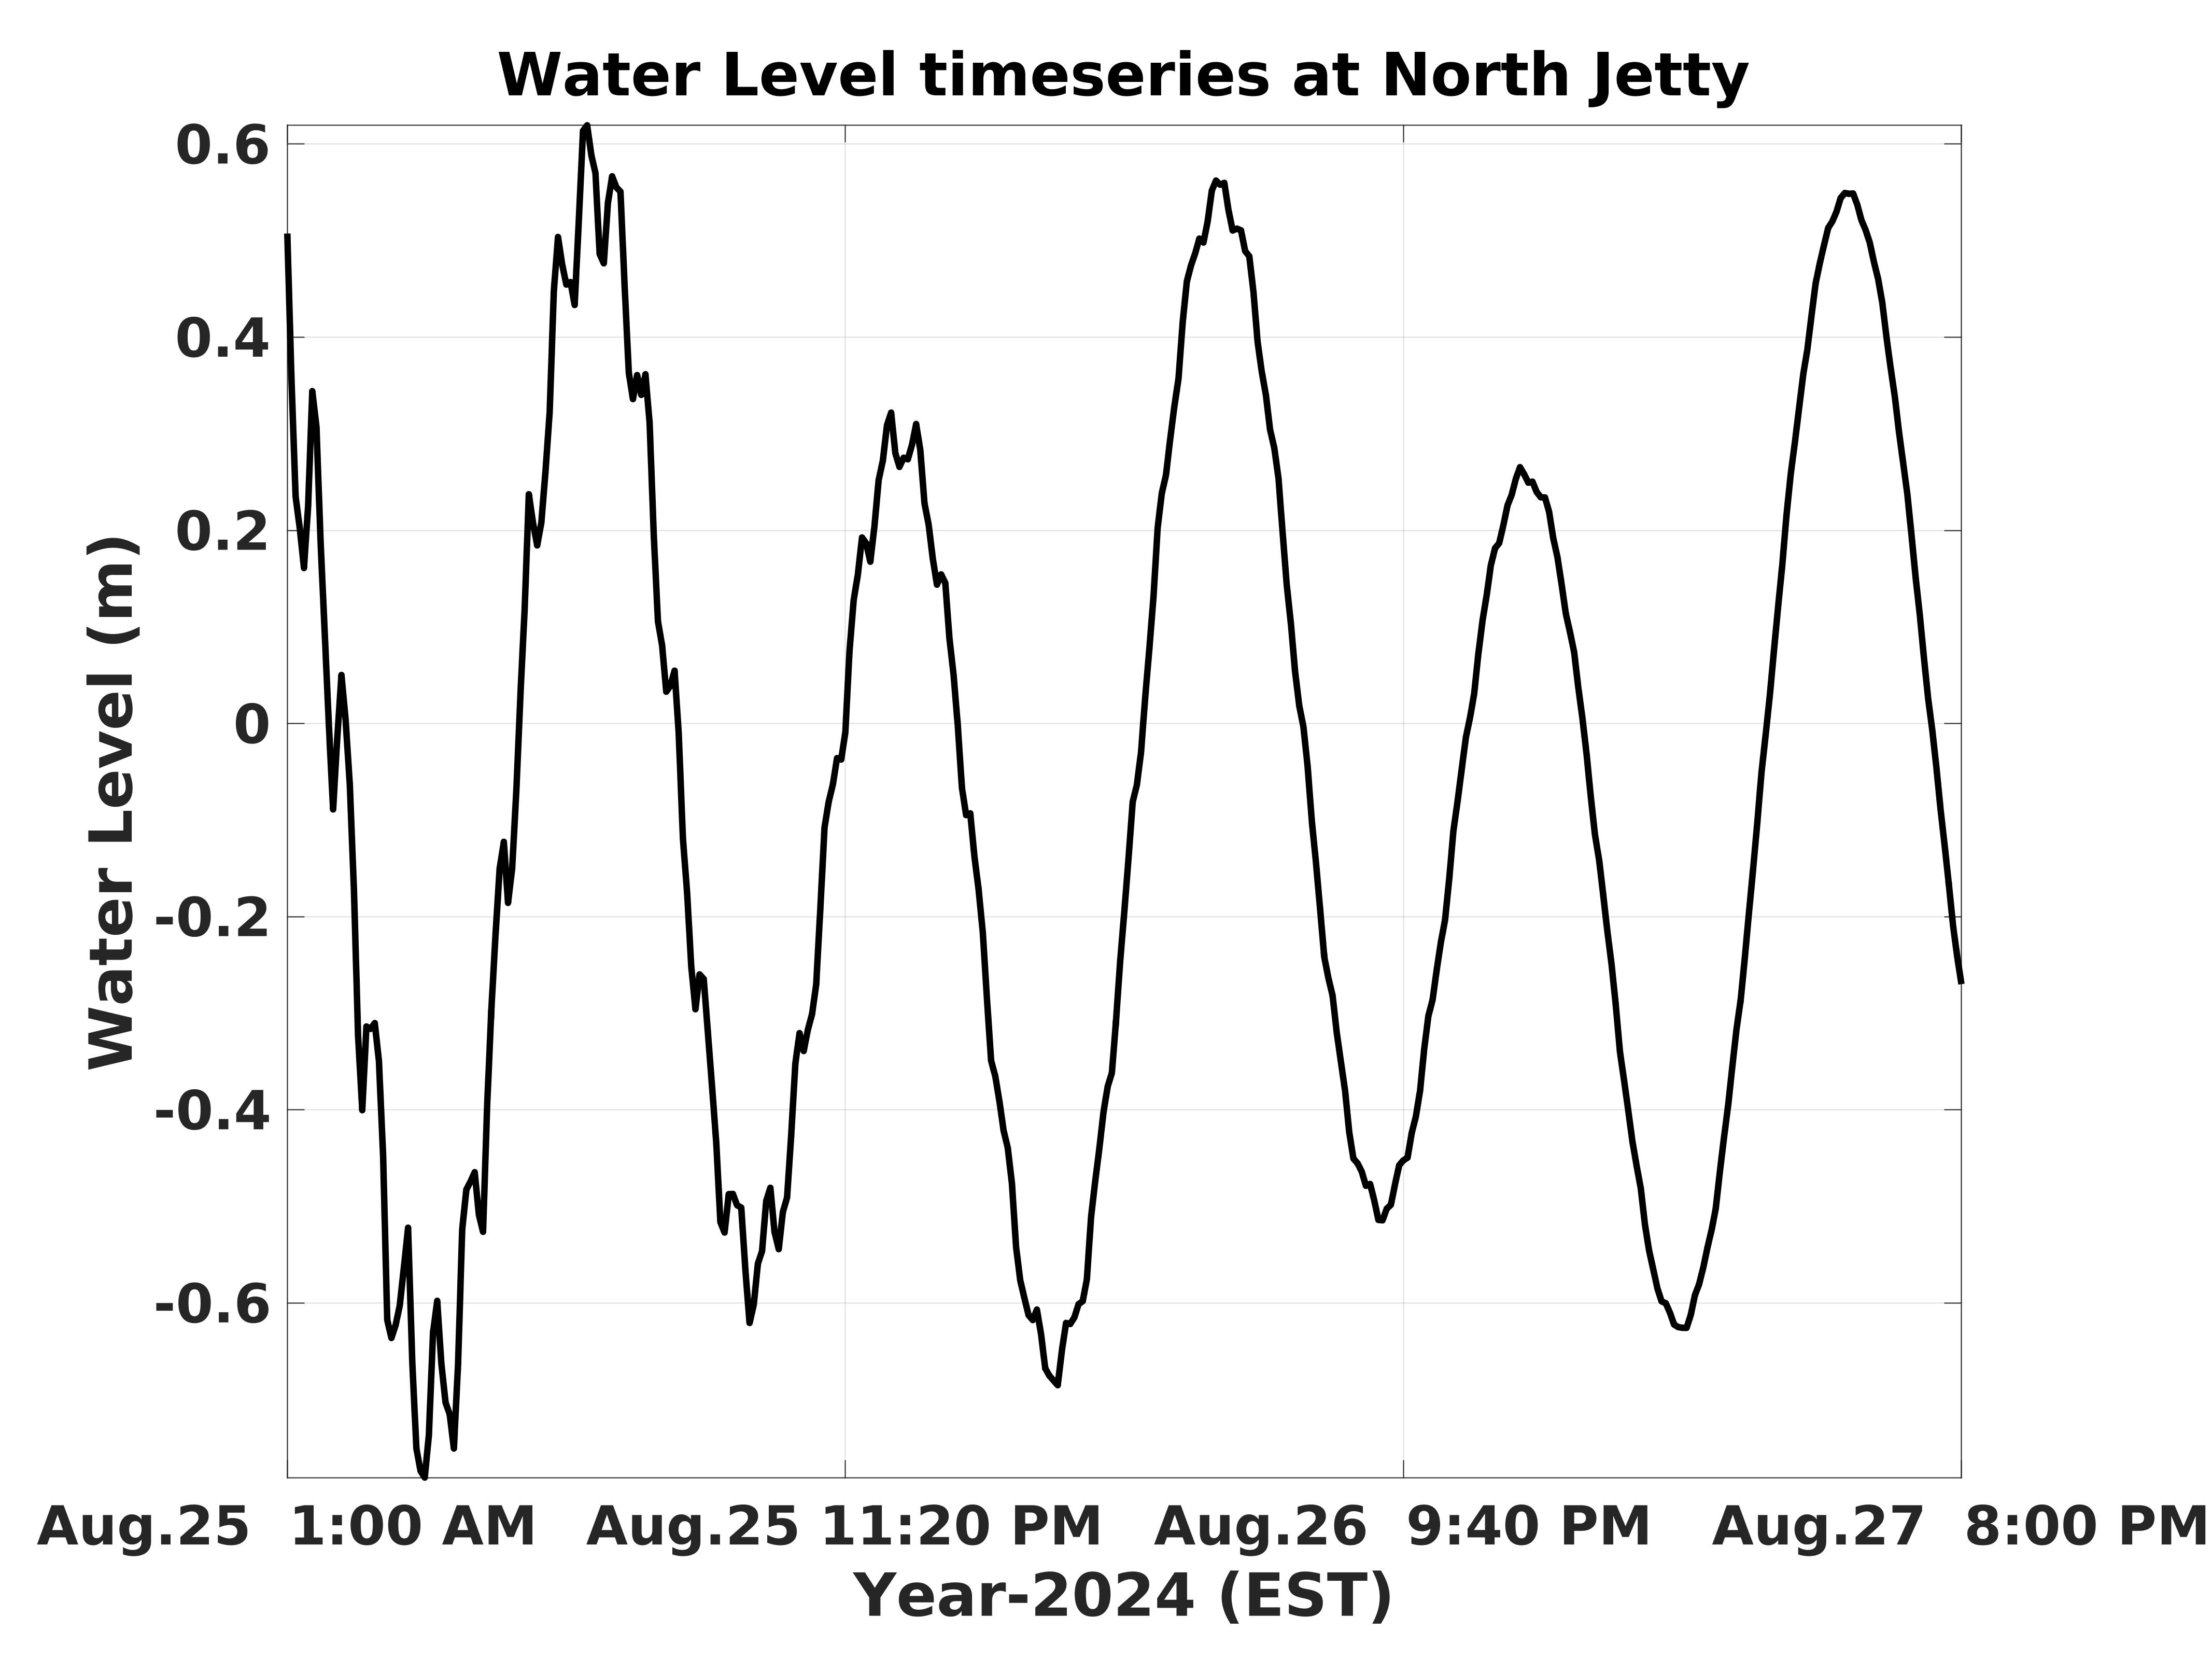 Water Level timeseries at North Jetty
0.6
0.4
0.2
0
-0.2
-0.4
-0.6
Water Level (m)
Aug.25  1:00 AM
Aug.25 11:20 PM
Aug.26  9:40 PM
Aug.27  8:00 PM
Year-2024 (EST)